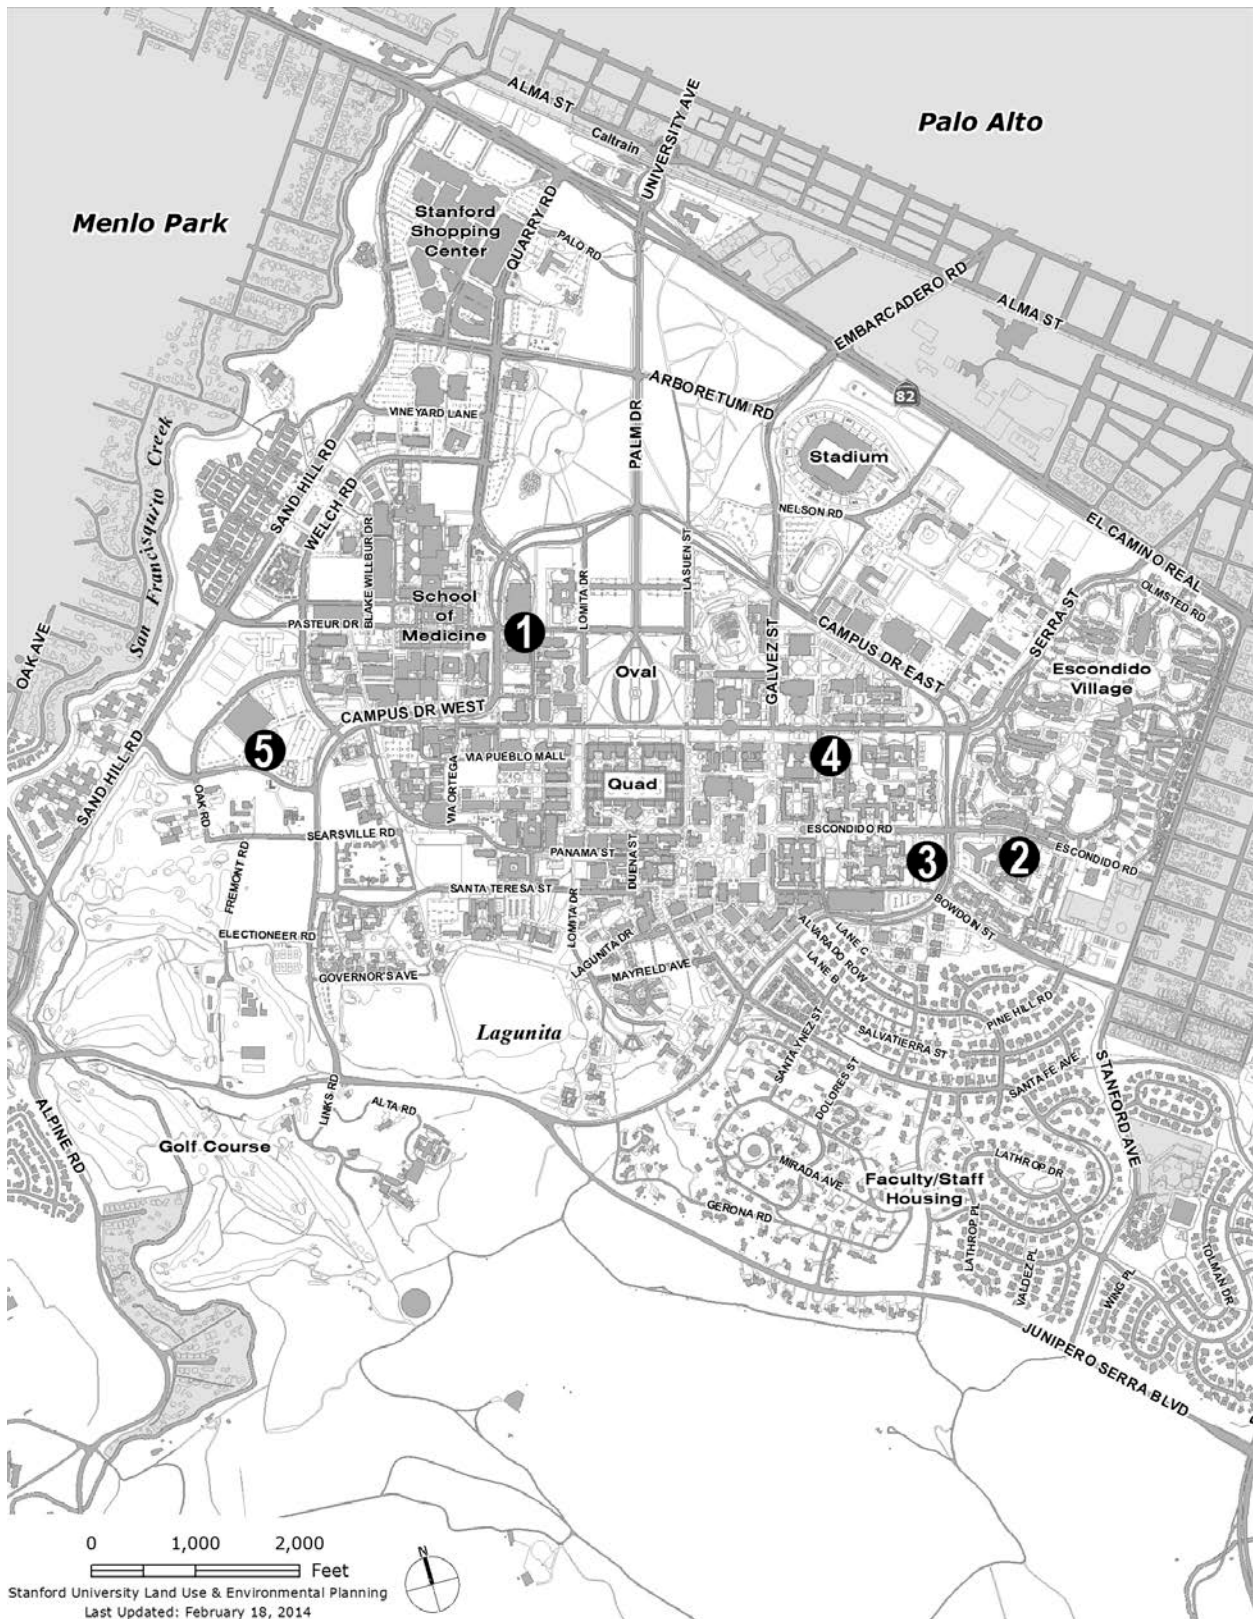 ALMA ST
Caltrain
UNIVERSITY AVE
Palo Alto
Menlo Park
Stanford
Shopping
Center
QUARRY RD
PALO RD
EMBARCADERO RD
ALMA ST
ARBORETUM RD
82
VINEYARD LANE
PALM DR
Stadium
San Francisquito Creek
SAND HILL RD
WELCH RD
NELSON RD
EL CAMINO REAL
BLAKE WILLBUR DR
LASUEN ST
OLMSTED RD
School
of
Medicine
LOMITA DR
SERRA ST
PASTEUR DR
1
CAMPUS DR EAST
OAK AVE
Oval
GALVEZ ST
Escondido
Village
CAMPUS DR WEST
5
SAND HILL RD
VIA PUEBLO MALL
4
VIA ORTEGA
Quad
OAK RD
SEARSVILLE RD
ESCONDIDO RD
PANAMA ST
DUENA ST
3
2
ESCONDIDO RD
FREMONT RD
SANTA TERESA ST
BOWDOIN ST
LOMITA DR
ELECTIONEER RD
LAGUNITA DR
LANE C
ALVARADO ROW
LANE B
GOVERNOR'S AVE
MAYFIELD AVE
PINE HILL RD
Lagunita
SANTA YNEZ ST
SALVATIERRA ST
STANFORD AVE
SANTA FE AVE
DOLORES ST
LINKS RD
ALTA RD
ALPINE RD
Golf Course
MIRADA AVE
LATHROP DR
Faculty/Staff
Housing
GERONA RD
LATHROP PL
VALDEZ PL
WING PL
TOLMAN DR
JUNIPERO SERRA BLVD
0 1,000 2,000
Feet
N
Stanford University Land Use & Environmental Planning
Last Updated: February 18, 2014